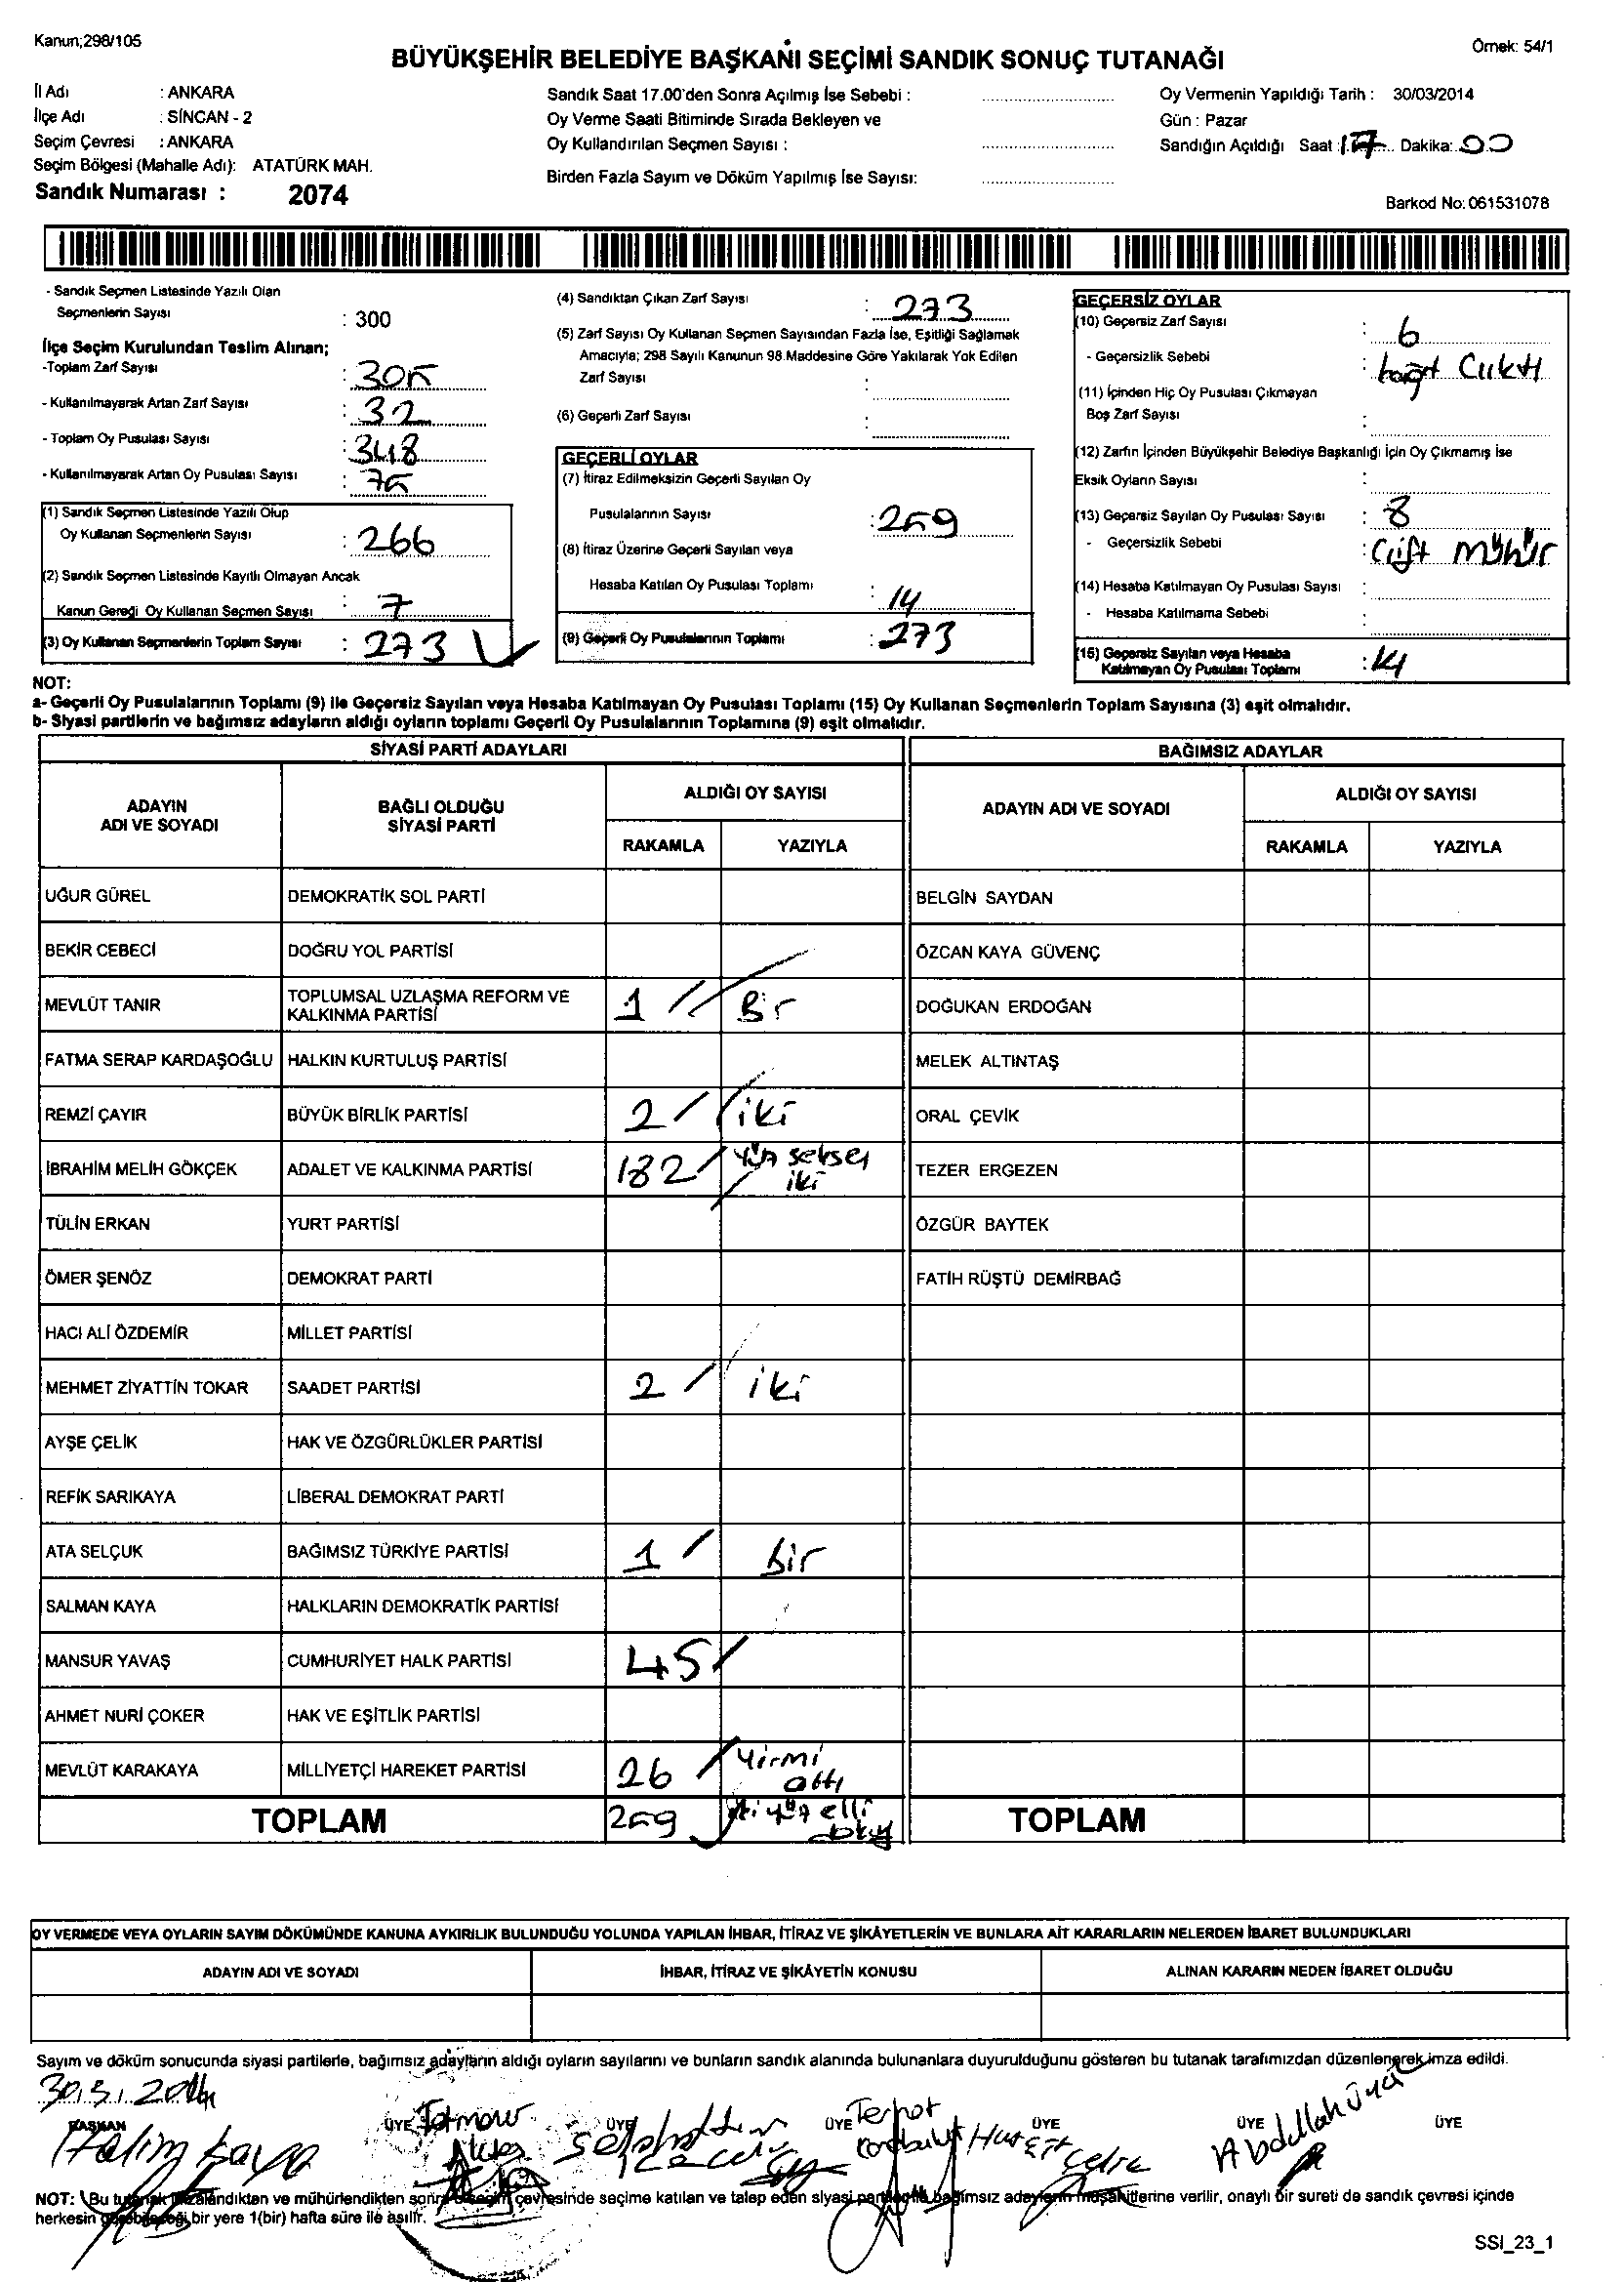 Kanun;298/105
Örnek: 54/1
BÜYÜKŞEHİR BELEDİYE BAŞKANI SEÇİMİ SANDIK SONUÇ TUTANAĞI
İl Adı : ANKARA
İlçe Adı : SİNCAN - 2
Seçim Çevresi : ANKARA
Seçim Bölgesi (Mahalle Adı): ATATÜRK MAH.
Sandık Numarası : 2074
Sandık Saat 17.00'den Sonra Açılmış İse Sebebi :
Oy Verme Saati Bitiminde Sırada Bekleyen ve
Oy Kullandırılan Seçmen Sayısı :
Birden Fazla Sayım ve Döküm Yapılmış İse Sayısı:
Oy Vermenin Yapıldığı Tarih : 30/03/2014
Gün : Pazar
Sandığın Açıldığı Saat : 17 Dakika: 00
Barkod No: 061531078
- Sandık Seçmen Listesinde Yazılı Olan
Seçmenlerin Sayısı : 300
İlçe Seçim Kurulundan Teslim Alınan;
-Toplam Zarf Sayısı : 305
- Kullanılmayarak Artan Zarf Sayısı : 32
- Toplam Oy Pusulası Sayısı : 348
- Kullanılmayarak Artan Oy Pusulası Sayısı : 75
(1) Sandık Seçmen Listesinde Yazılı Olup
Oy Kullanan Seçmenlerin Sayısı : 266
(2) Sandık Seçmen Listesinde Kayıtlı Olmayan Ancak
Kanun Gereği Oy Kullanan Seçmen Sayısı : 7
(3) Oy Kullanan Seçmenlerin Toplam Sayısı : 273
(4) Sandıktan Çıkan Zarf Sayısı : 273
(5) Zarf Sayısı Oy Kullanan Seçmen Sayısından Fazla İse, Eşitliği Sağlamak
Amacıyla; 298 Sayılı Kanunun 98.Maddesine Göre Yakılarak Yok Edilen
Zarf Sayısı :
(6) Geçerli Zarf Sayısı :
GEÇERLİ OYLAR
(7) İtiraz Edilmeksizin Geçerli Sayılan Oy
Pusulalarının Sayısı : 259
(8) İtiraz Üzerine Geçerli Sayılan veya
Hesaba Katılan Oy Pusulası Toplamı : 14
(9) Geçerli Oy Pusulalarının Toplamı : 273
GEÇERSİZ OYLAR
(10) Geçersiz Zarf Sayısı : 6
- Geçersizlik Sebebi : boşt Cıktı
(11) İçinden Hiç Oy Pusulası Çıkmayan
Boş Zarf Sayısı :
(12) Zarfın İçinden Büyükşehir Belediye Başkanlığı İçin Oy Çıkmamış İse
Eksik Oyların Sayısı :
(13) Geçersiz Sayılan Oy Pusulası Sayısı : 8
- Geçersizlik Sebebi : Çift mühür
(14) Hesaba Katılmayan Oy Pusulası Sayısı :
- Hesaba Katılmama Sebebi :
(15) Geçersiz Sayılan veya Hesaba
Katılmayan Oy Pusulası Toplamı : 14
NOT:
a- Geçerli Oy Pusulalarının Toplamı (9) ile Geçersiz Sayılan veya Hesaba Katılmayan Oy Pusulası Toplamı (15) Oy Kullanan Seçmenlerin Toplam Sayısına (3) eşit olmalıdır.
b- Siyasi partilerin ve bağımsız adayların aldığı oyların toplamı Geçerli Oy Pusulalarının Toplamına (9) eşit olmalıdır.
SİYASİ PARTİ ADAYLARI
ADAYIN ADI VE SOYADI
BAĞLI OLDUĞU SİYASİ PARTİ
ALDIĞI OY SAYISI
RAKAMLA YAZIYLA
UĞUR GÜREL DEMOKRATİK SOL PARTİ
BEKİR CEBECİ DOĞRU YOL PARTİSİ
MEVLÜT TANIR TOPLUMSAL UZLAŞMA REFORM VE KALKINMA PARTİSİ 1 // Bir
FATMA SERAP KARDAŞOĞLU HALKIN KURTULUŞ PARTİSİ
REMZİ ÇAYIR BÜYÜK BİRLİK PARTİSİ 2 / iki
İBRAHİM MELİH GÖKÇEK ADALET VE KALKINMA PARTİSİ 182 / iki
TÜLİN ERKAN YURT PARTİSİ
ÖMER ŞENÖZ DEMOKRAT PARTİ
HACI ALİ ÖZDEMİR MİLLET PARTİSİ
MEHMET ZİYATTİN TOKAR SAADET PARTİSİ 2 / iki
AYŞE ÇELİK HAK VE ÖZGÜRLÜKLER PARTİSİ
REFİK SARIKAYA LİBERAL DEMOKRAT PARTİ
ATA SELÇUK BAĞIMSIZ TÜRKİYE PARTİSİ 1 / bir
SALMAN KAYA HALKLARIN DEMOKRATİK PARTİSİ
MANSUR YAVAŞ CUMHURİYET HALK PARTİSİ 45 /
AHMET NURİ ÇOKER HAK VE EŞİTLİK PARTİSİ
MEVLÜT KARAKAYA MİLLİYETÇİ HAREKET PARTİSİ 26 / Yirmi altı
TOPLAM 259 elli
BAĞIMSIZ ADAYLAR
ADAYIN ADI VE SOYADI
ALDIĞI OY SAYISI
RAKAMLA YAZIYLA
BELGİN SAYDAN
ÖZCAN KAYA GÜVENÇ
DOĞUKAN ERDOĞAN
MELEK ALTINTAŞ
ORAL ÇEVİK
TEZER ERGEZEN
ÖZGÜR BAYTEK
FATİH RÜŞTÜ DEMİRBAĞ
TOPLAM
OY VERMEDE VEYA OYLARIN SAYIM DÖKÜMÜNDE KANUNA AYKIRILIK BULUNDUĞU YOLUNDA YAPILAN İHBAR, İTİRAZ VE ŞİKÂYETLERİN VE BUNLARA AİT KARARLARIN NELERDEN İBARET BULUNDUKLARI
ADAYIN ADI VE SOYADI
İHBAR, İTİRAZ VE ŞİKÂYETİN KONUSU
ALINAN KARARIN NEDEN İBARET OLDUĞU
Sayım ve döküm sonucunda siyasi partilerle, bağımsız adayların aldığı oyların sayılarını ve bunların sandık alanında bulunanlara duyurulduğunu gösteren bu tutanak tarafımızdan düzenlenerek imza edildi.
30.3.2014
BAŞKAN ÜYE ÜYE ÜYE ÜYE ÜYE ÜYE
Halim Kaya
Abdullah Ünal
NOT: Bu tutanak imzalandıktan ve mühürlendikten sonra o seçim çevresinde seçime katılan ve talep eden siyasi parti ile bağımsız adayların müşahitlerine verilir, onaylı bir sureti de sandık çevresi içinde
herkesin görebileceği bir yere 1(bir) hafta süre ile asılır.
SSI_23_1